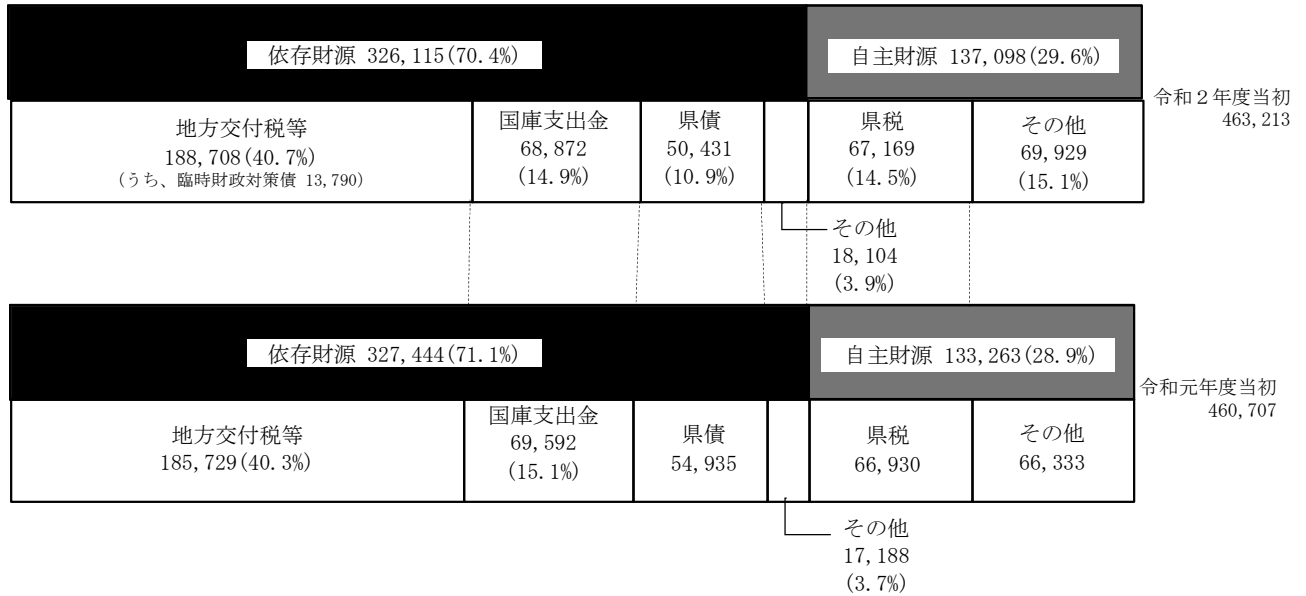 依存財源 326,115(70.4%)
自主財源 137,098(29.6%)
令和２年度当初
463,213
地方交付税等
188,708(40.7%)
(うち、臨時財政対策債 13,790)
国庫支出金
68,872
(14.9%)
県債
50,431
(10.9%)
県税
67,169
(14.5%)
その他
69,929
(15.1%)
その他
18,104
(3.9%)
依存財源 327,444(71.1%)
自主財源 133,263(28.9%)
令和元年度当初
460,707
地方交付税等
185,729(40.3%)
国庫支出金
69,592
(15.1%)
県債
54,935
県税
66,930
その他
66,333
その他
17,188
(3.7%)